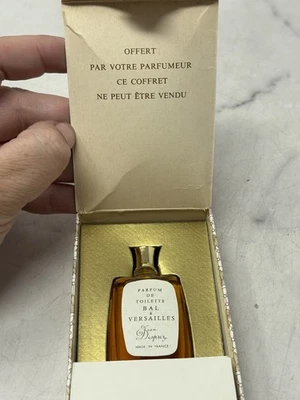 OFFERT
PAR VOTRE PARFUMEUR
CE COFFRET
NE PEUT ÊTRE VENDU
PARFUM
DE
TOILETTE
BAL
À
VERSAILLES
Jean
Desprez
MADE IN FRANCE